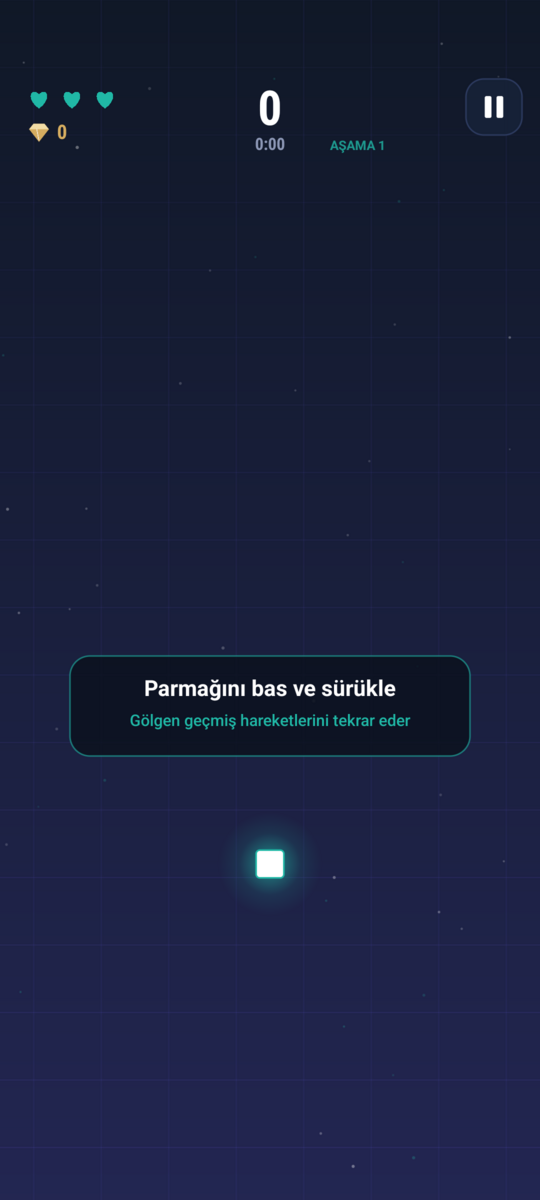 0
0
0:00
AŞAMA 1
Parmağını bas ve sürükle
Gölgen geçmiş hareketlerini tekrar eder